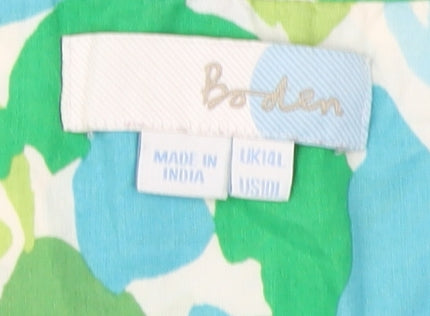 Boden
MADE IN
INDIA
UK14L
US10L